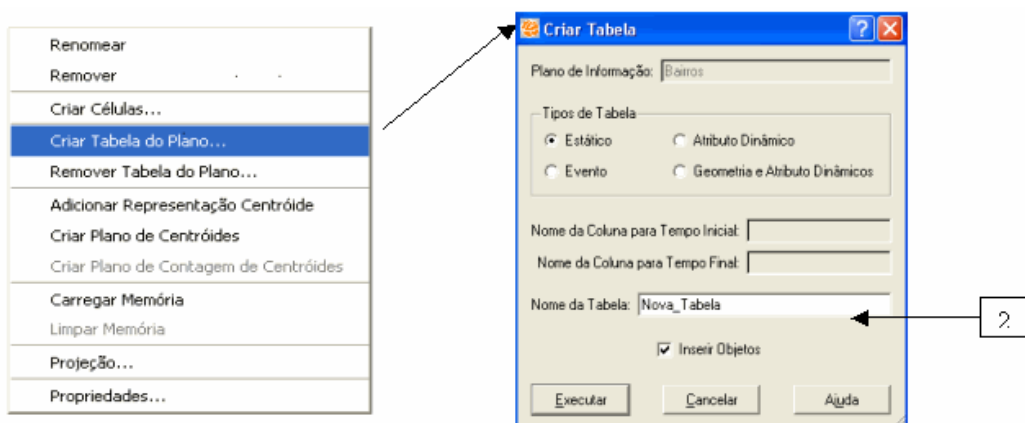 Renomear
Remover
Criar Células...
Criar Tabela do Plano...
Remover Tabela do Plano...
Adicionar Representação Centróide
Criar Plano de Centróides
Criar Plano de Contagem de Centróides
Carregar Memória
Limpar Memória
Projeção...
Propriedades...
Criar Tabela
Plano de Informação: Bairros
Tipos de Tabela
Estático Atributo Dinâmico
Evento Geometria e Atributo Dinâmicos
Nome da Coluna para Tempo Inicial:
Nome da Coluna para Tempo Final:
Nome da Tabela: Nova_Tabela
Inserir Objetos
Executar Cancelar Ajuda
2